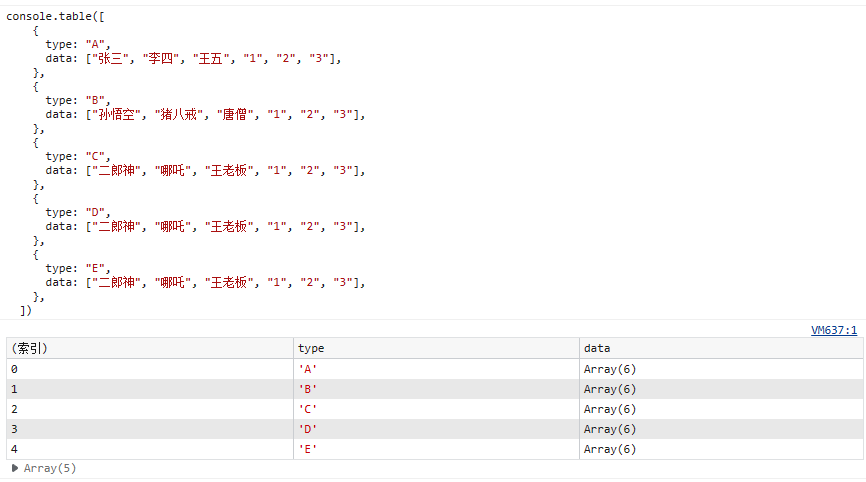 console.table([
    {
      type: "A",
      data: ["张三", "李四", "王五", "1", "2", "3"],
    },
    {
      type: "B",
      data: ["孙悟空", "猪八戒", "唐僧", "1", "2", "3"],
    },
    {
      type: "C",
      data: ["二郎神", "哪吒", "王老板", "1", "2", "3"],
    },
    {
      type: "D",
      data: ["二郎神", "哪吒", "王老板", "1", "2", "3"],
    },
    {
      type: "E",
      data: ["二郎神", "哪吒", "王老板", "1", "2", "3"],
    },
  ])
VM637:1
(索引) type data
0 'A' Array(6)
1 'B' Array(6)
2 'C' Array(6)
3 'D' Array(6)
4 'E' Array(6)
▶ Array(5)